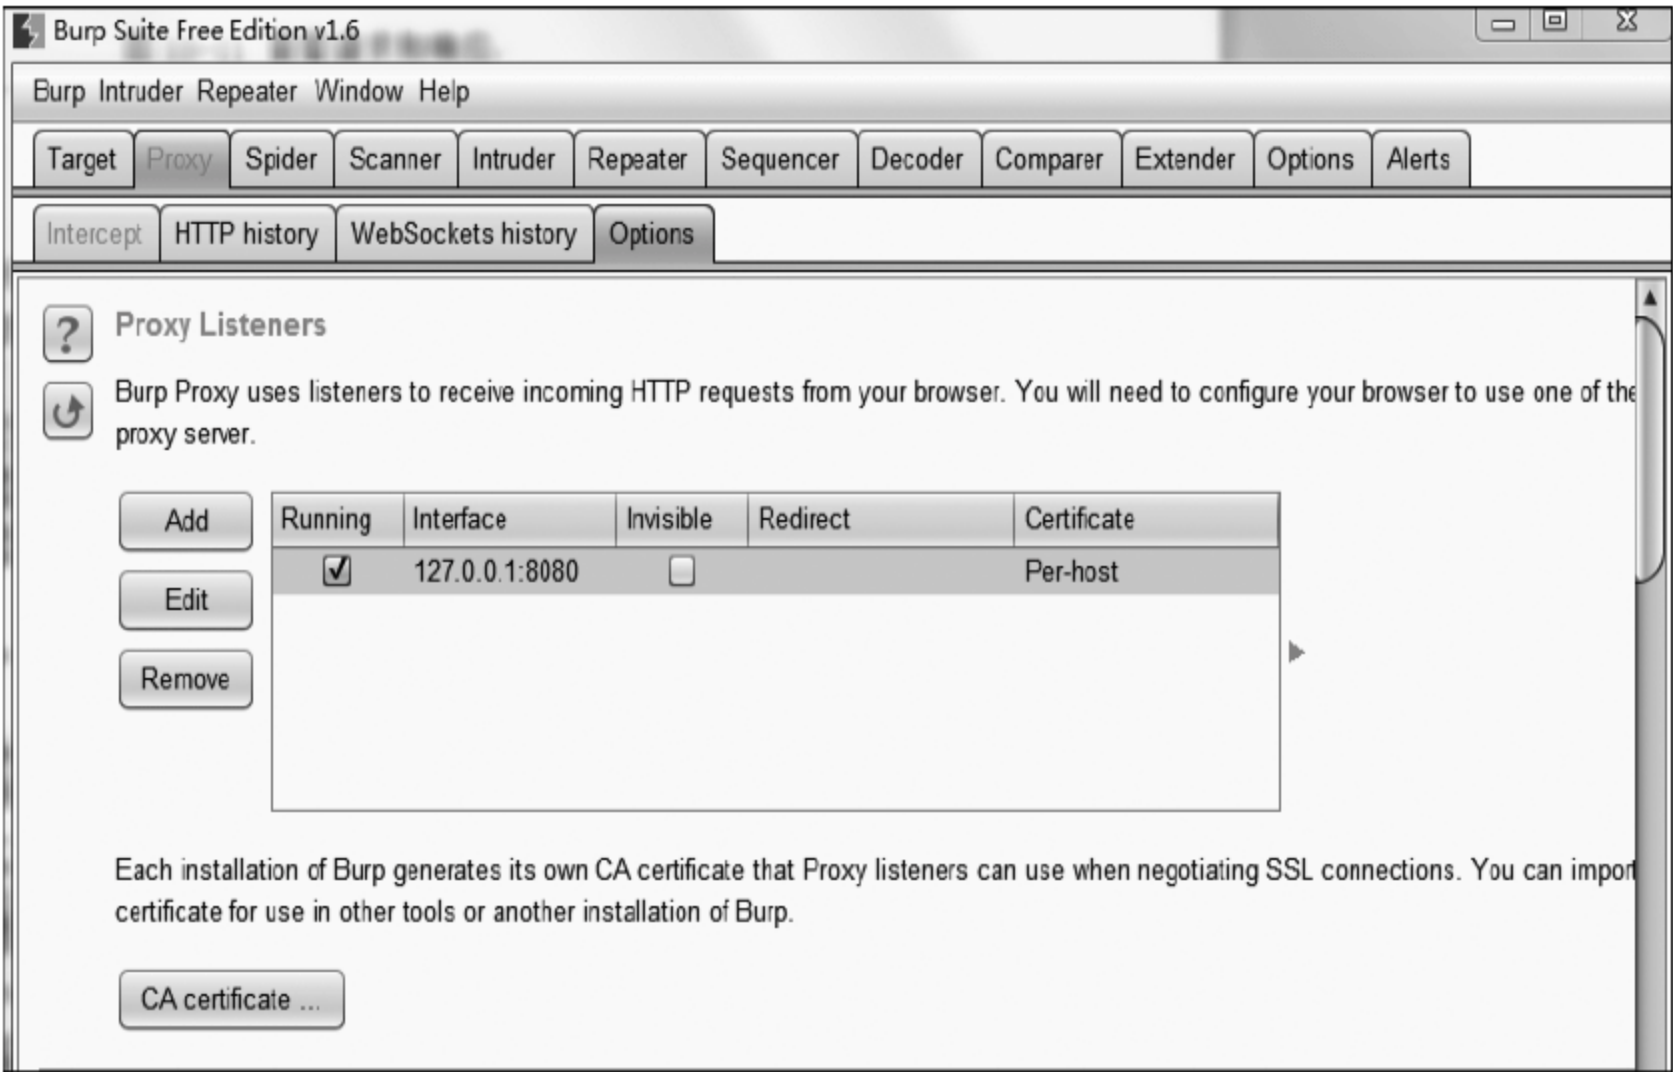 Burp Suite Free Edition v1.6
Burp Intruder Repeater Window Help
Target Proxy Spider Scanner Intruder Repeater Sequencer Decoder Comparer Extender Options Alerts
Intercept HTTP history WebSockets history Options
? Proxy Listeners
Burp Proxy uses listeners to receive incoming HTTP requests from your browser. You will need to configure your browser to use one of the
proxy server.
Add Running Interface Invisible Redirect Certificate
127.0.0.1:8080 Per-host
Edit
Remove
Each installation of Burp generates its own CA certificate that Proxy listeners can use when negotiating SSL connections. You can import
certificate for use in other tools or another installation of Burp.
CA certificate ...